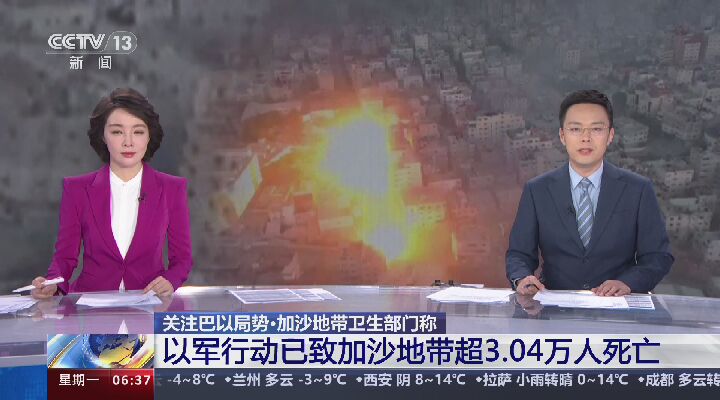 CCTV 13
新闻
关注巴以局势·加沙地带卫生部门称
以军行动已致加沙地带超3.04万人死亡
星期一 06:37 -4~8℃ •兰州 多云 -3~9℃ •西安 阴 8~14℃ •拉萨 小雨转晴 0~14℃ •成都 多云转